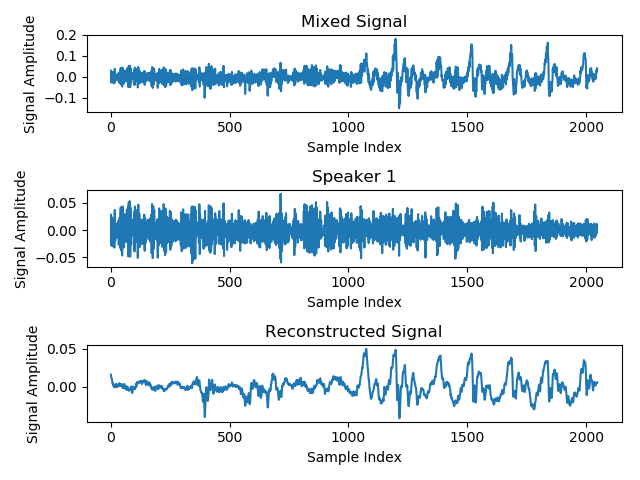 Mixed Signal
Signal Amplitude
0.2
0.1
0.0
−0.1
0 500 1000 1500 2000
Sample Index
Speaker 1
Signal Amplitude
0.05
0.00
−0.05
0 500 1000 1500 2000
Sample Index
Reconstructed Signal
Signal Amplitude
0.05
0.00
0 500 1000 1500 2000
Sample Index